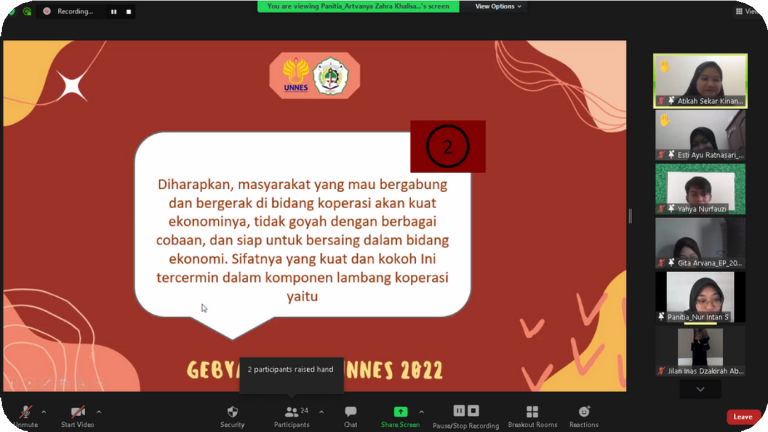 Recording...
You are viewing Panitia_Artvanya Zahra Khalisa...'s screen
View Options
View
UNNES
2
Diharapkan, masyarakat yang mau bergabung
dan bergerak di bidang koperasi akan kuat
ekonominya, tidak goyah dengan berbagai
cobaan, dan siap untuk bersaing dalam bidang
ekonomi. Sifatnya yang kuat dan kokoh Ini
tercermin dalam komponen lambang koperasi
yaitu
GEBY
NNES 2022
2 participants raised hand
Atikah Sekar Kinan...
Esti Ayu Ratnasari_...
Yahya Nurfauzi
Gita Arvana_EP_20...
Panitia_Nur Intan S
Jilan Inas Dzakirah Ab...
Unmute
Start Video
Security
Participants
24
Chat
Share Screen
Pause/Stop Recording
Breakout Rooms
Reactions
Leave